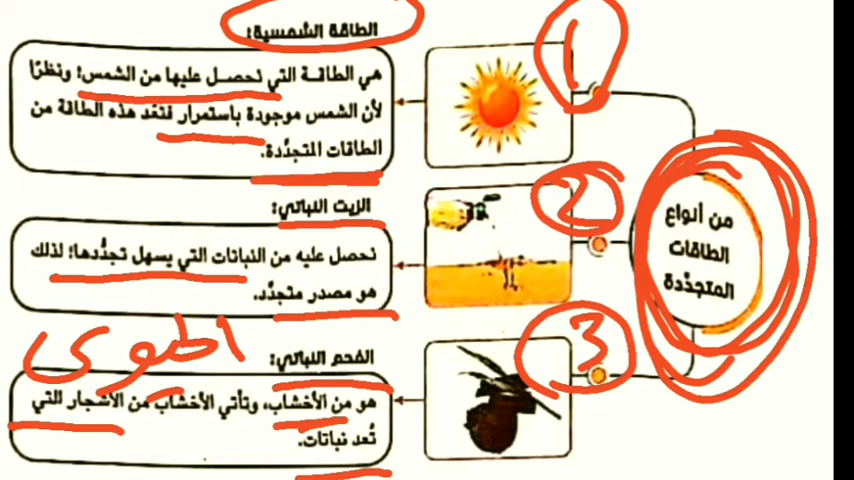 الطاقة الشمسية:
1
هي الطاقة التي نحصل عليها من الشمس؛ ونظرًا
لأن الشمس موجودة باستمرار فتُعد هذه الطاقة من
الطاقات المتجدِّدة.
من أنواع
الطاقات
المتجدِّدة
الزيت النباتي:
2
نحصل عليه من النباتات التي يسهل تجدُّدها؛ لذلك
هو مصدر متجدِّد.
الفحم النباتي:
3
هو من الأخشاب، وتأتي الأخشاب من الأشجار التي
تُعد نباتات.